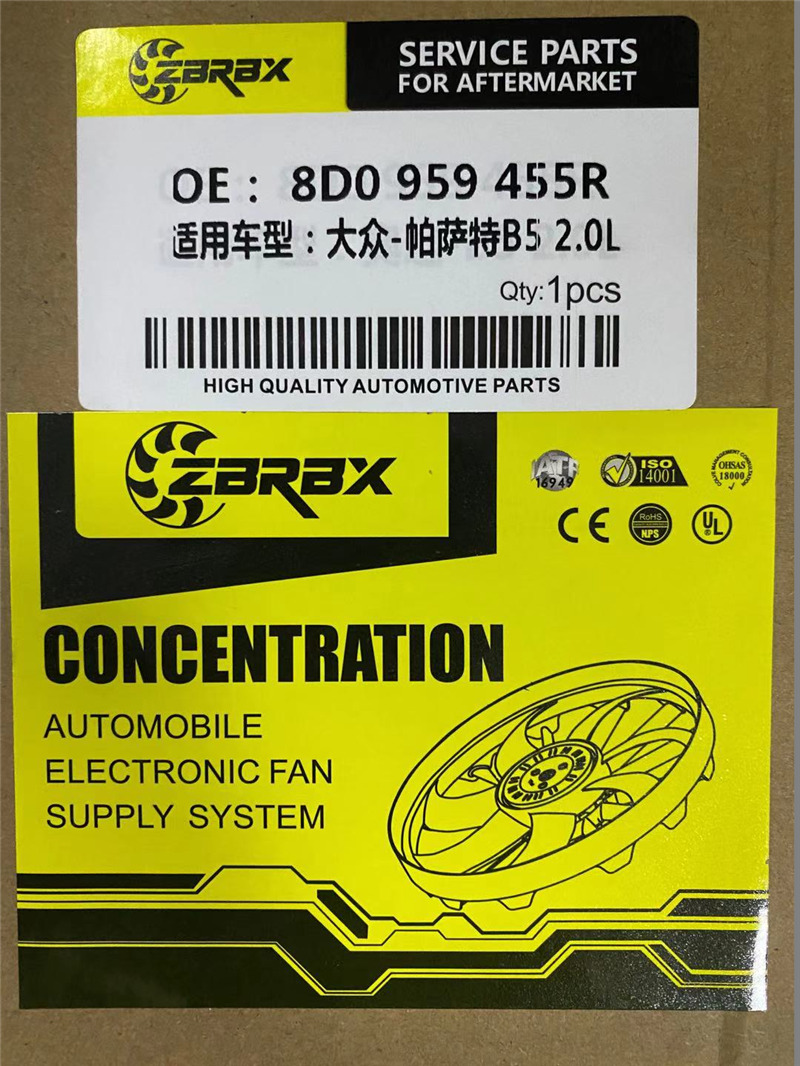 ZBRBX
SERVICE PARTS
FOR AFTERMARKET
OE： 8D0 959 455R
适用车型：大众-帕萨特B5 2.0L
Qty:1pcs
HIGH QUALITY AUTOMOTIVE PARTS
ZBRBX
IATF
16949
ISO
14001
OHSAS
18000
CE
RoHS
NPS
UL
CONCENTRATION
AUTOMOBILE
ELECTRONIC FAN
SUPPLY SYSTEM